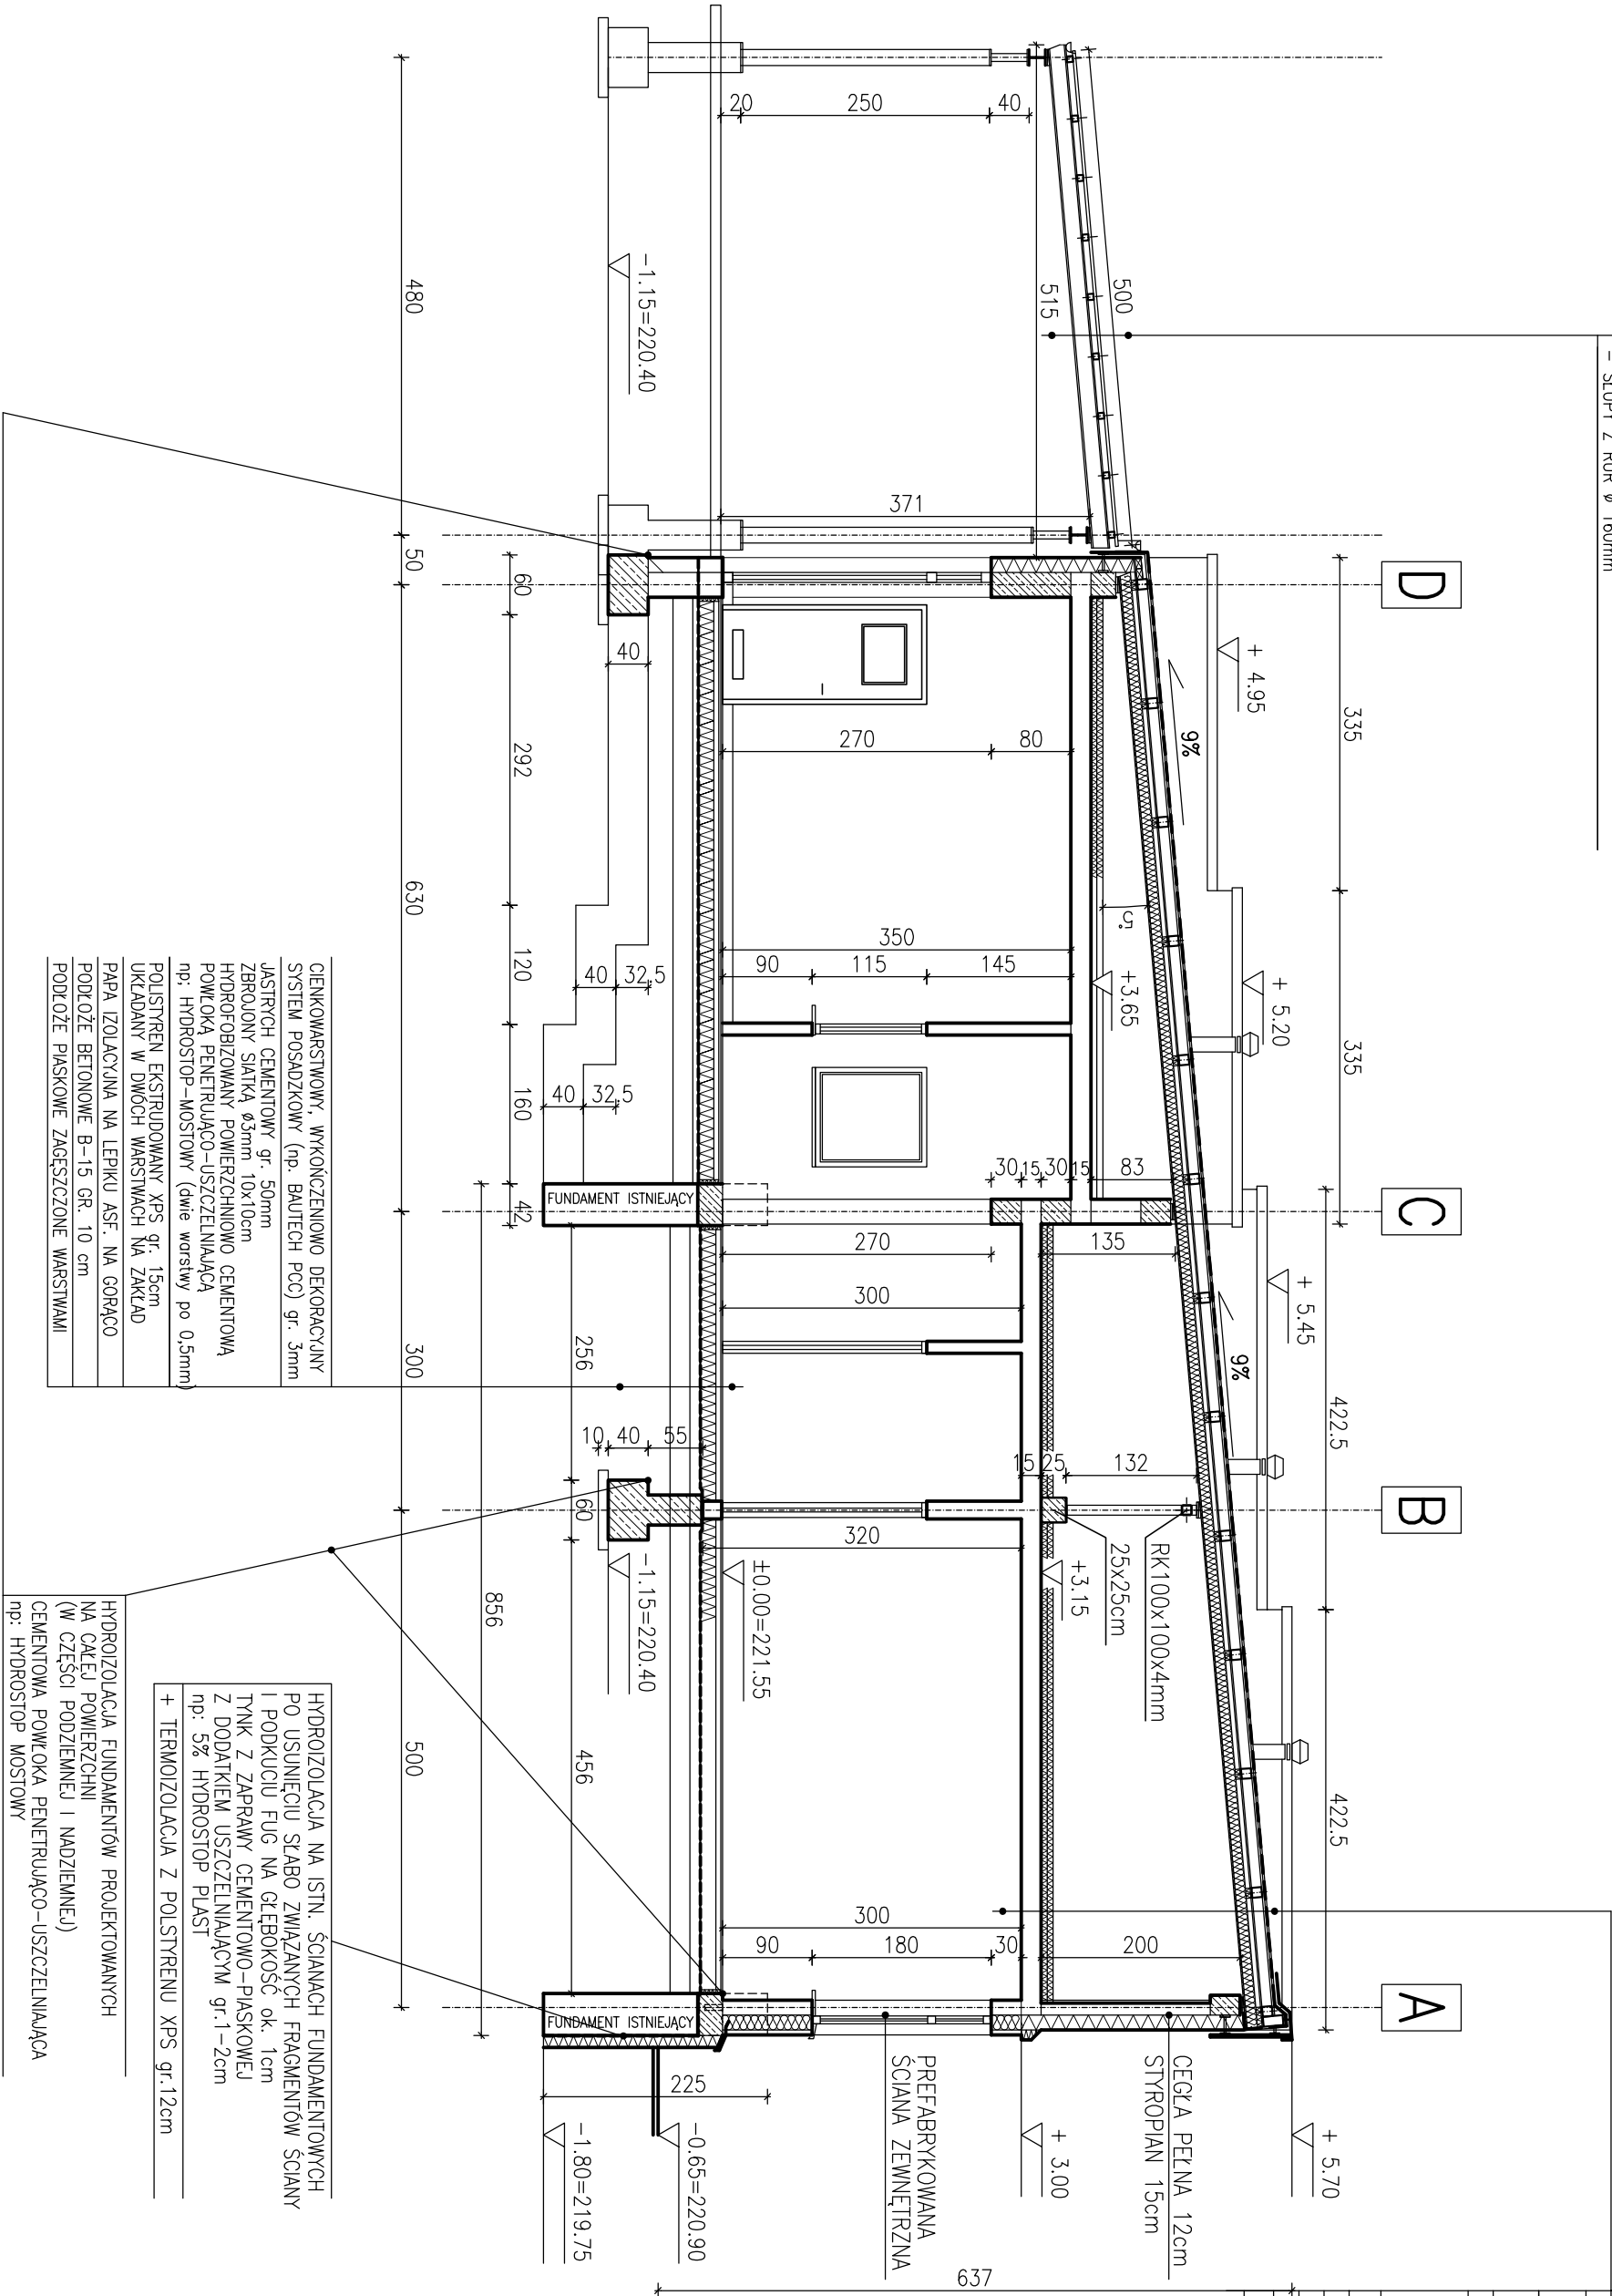 - SŁUPY Z RUR Ø 160mm
D
C
B
A
335
335
422.5
422.5
+ 4.95
+ 5.20
+ 5.45
+ 5.70
9%
9%
5°
500
515
20
250
40
371
-1.15=220.40
480
50
630
300
500
60
292
120
160
42
256
60
456
856
40
270
80
350
90
115
145
+3.65
40
32.5
40
32.5
30
15
30
15
83
270
135
300
15
25
132
RK100x100x4mm
25x25cm
+3.15
320
±0.00=221.55
10
40
55
-1.15=220.40
300
90
180
30
200
FUNDAMENT ISTNIEJĄCY
FUNDAMENT ISTNIEJĄCY
225
637
CEGŁA PEŁNA 12cm
STYROPIAN 15cm
+ 3.00
PREFABRYKOWANA
ŚCIANA ZEWNĘTRZNA
-0.65=220.90
-1.80=219.75
CIENKOWARSTWOWY, WYKOŃCZENIOWO DEKORACYJNY
SYSTEM POSADZKOWY (np. BAUTECH PCC) gr. 3mm
JASTRYCH CEMENTOWY gr. 50mm
ZBROJONY SIATKĄ Ø3mm 10x10cm
HYDROFOBIZOWANY POWIERZCHNIOWO CEMENTOWĄ
POWŁOKĄ PENETRUJĄCO-USZCZELNIAJĄCĄ
np; HYDROSTOP-MOSTOWY (dwie warstwy po 0,5mm)
POLISTYREN EKSTRUDOWANY XPS gr. 15cm
UKŁADANY W DWÓCH WARSTWACH NA ZAKŁAD
PAPA IZOLACYJNA NA LEPIKU ASF. NA GORĄCO
PODŁOŻE BETONOWE B-15 GR. 10 cm
PODŁOŻE PIASKOWE ZAGĘSZCZONE WARSTWAMI
HYDROIZOLACJA NA ISTN. ŚCIANACH FUNDAMENTOWYCH
PO USUNIĘCIU SŁABO ZWIĄZANYCH FRAGMENTÓW ŚCIANY
I PODKUCIU FUG NA GŁĘBOKOŚĆ ok. 1cm
TYNK Z ZAPRAWY CEMENTOWO-PIASKOWEJ
Z DODATKIEM USZCZELNIAJĄCYM gr.1-2cm
np: 5% HYDROSTOP PLAST
+ TERMOIZOLACJA Z POLSTYRENU XPS gr.12cm
HYDROIZOLACJA FUNDAMENTÓW PROJEKTOWANYCH
NA CAŁEJ POWIERZCHNI
(W CZĘŚCI PODZIEMNEJ I NADZIEMNEJ)
CEMENTOWA POWŁOKA PENETRUJĄCO-USZCZELNIAJĄCA
np: HYDROSTOP MOSTOWY